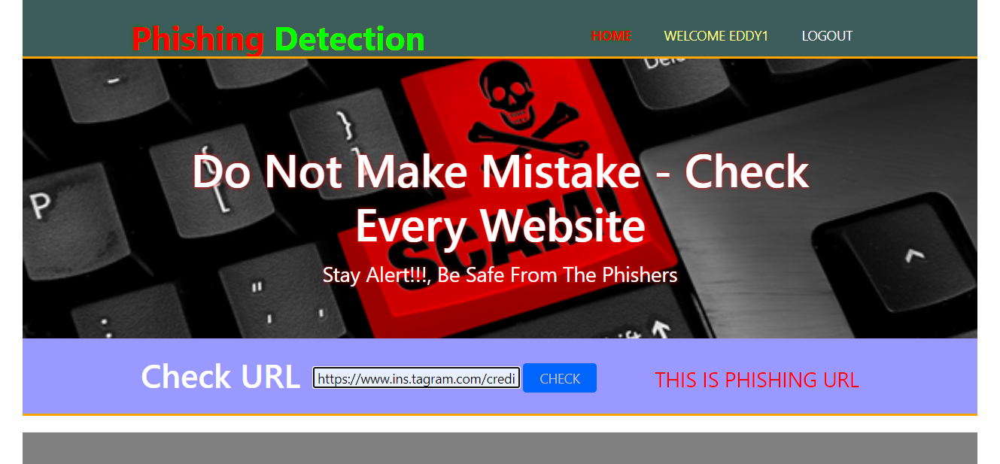 Phishing Detection
HOME WELCOME EDDY1 LOGOUT
Do Not Make Mistake - Check
Every Website
SCAM!
Stay Alert!!!, Be Safe From The Phishers
Check URL https://www.ins.tagram.com/credi CHECK THIS IS PHISHING URL